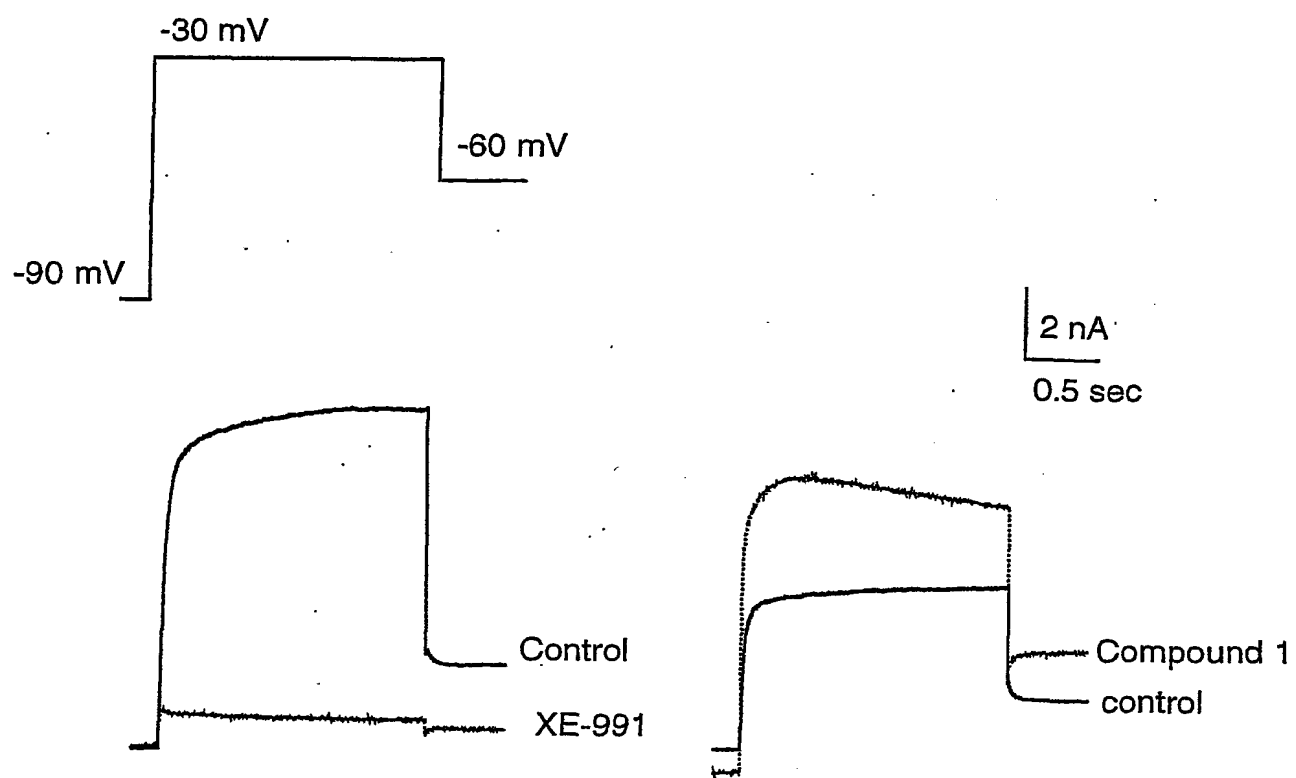 -30 mV
-60 mV
-90 mV
2 nA
0.5 sec
Control
XE-991
Compound 1
control